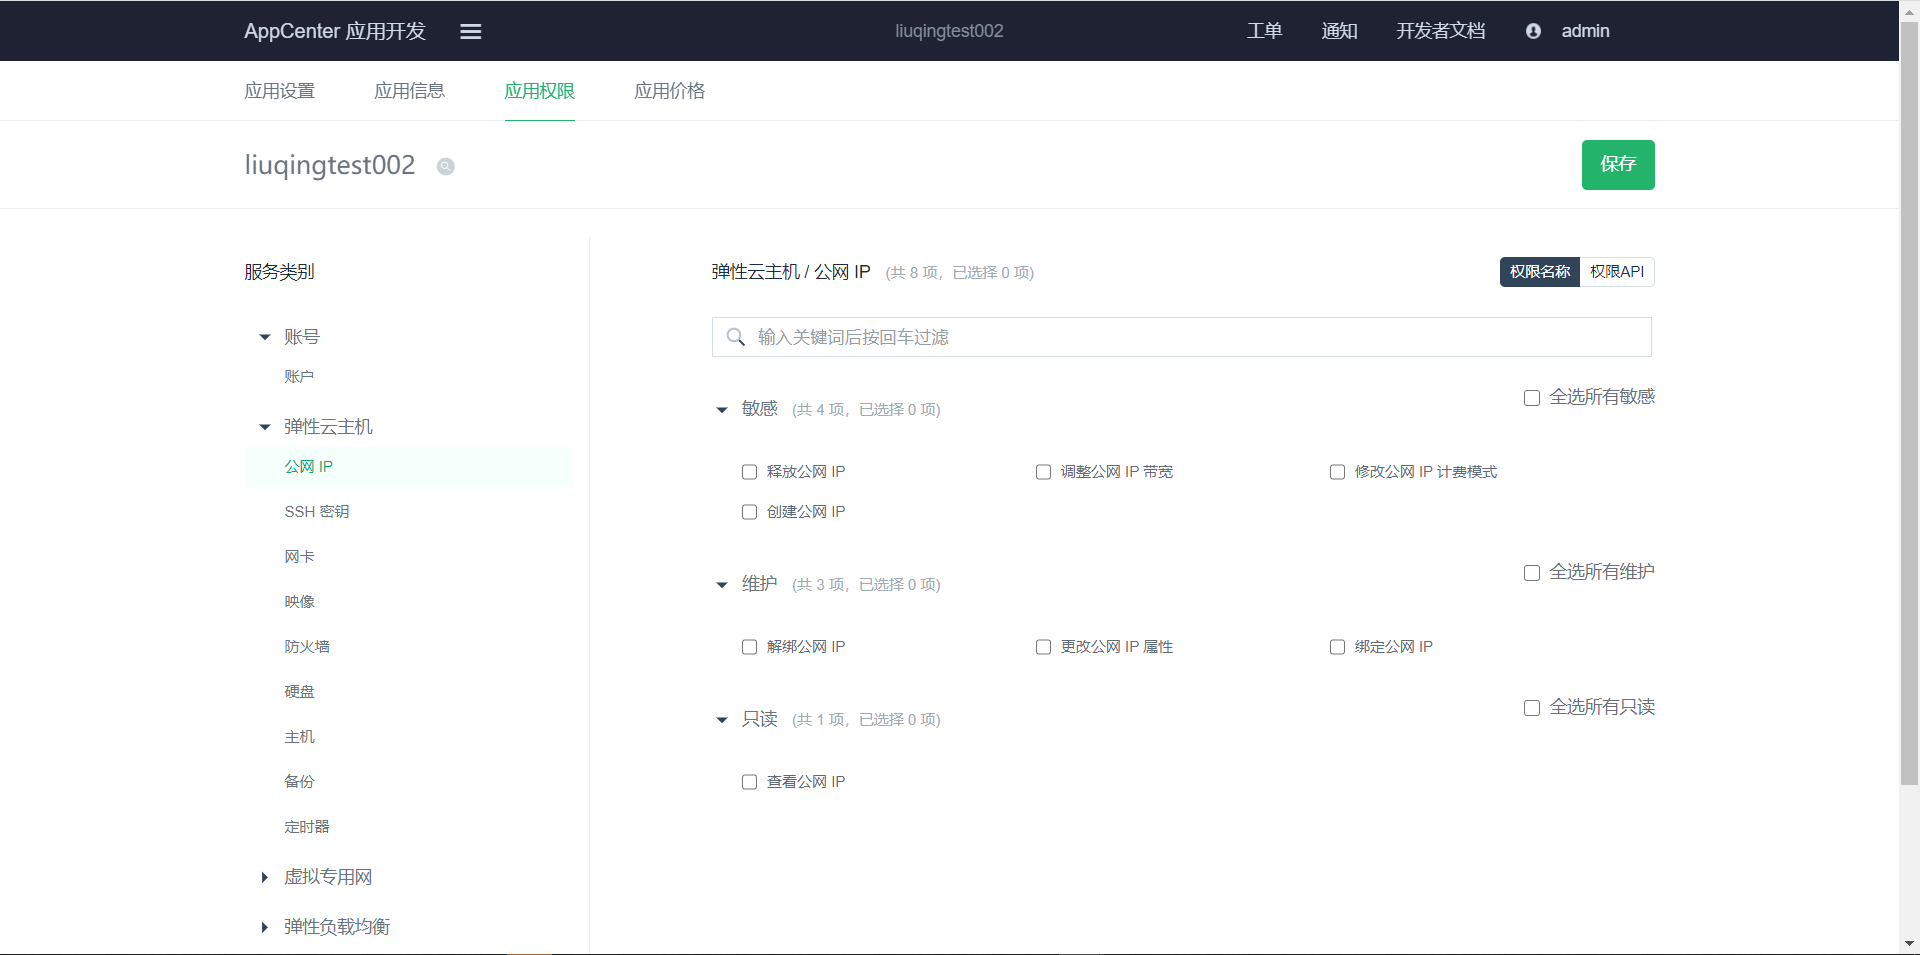 AppCenter 应用开发 liuqingtest002 工单 通知 开发者文档 admin
应用设置 应用信息 应用权限 应用价格
liuqingtest002 保存
服务类别
账号
账户
弹性云主机
公网 IP
SSH 密钥
网卡
映像
防火墙
硬盘
主机
备份
定时器
虚拟专用网
弹性负载均衡
弹性云主机 / 公网 IP (共 8 项，已选择 0 项) 权限名称 权限API
输入关键词后按回车过滤
敏感 (共 4 项，已选择 0 项) 全选所有敏感
释放公网 IP 调整公网 IP 带宽 修改公网 IP 计费模式
创建公网 IP
维护 (共 3 项，已选择 0 项) 全选所有维护
解绑公网 IP 更改公网 IP 属性 绑定公网 IP
只读 (共 1 项，已选择 0 项) 全选所有只读
查看公网 IP